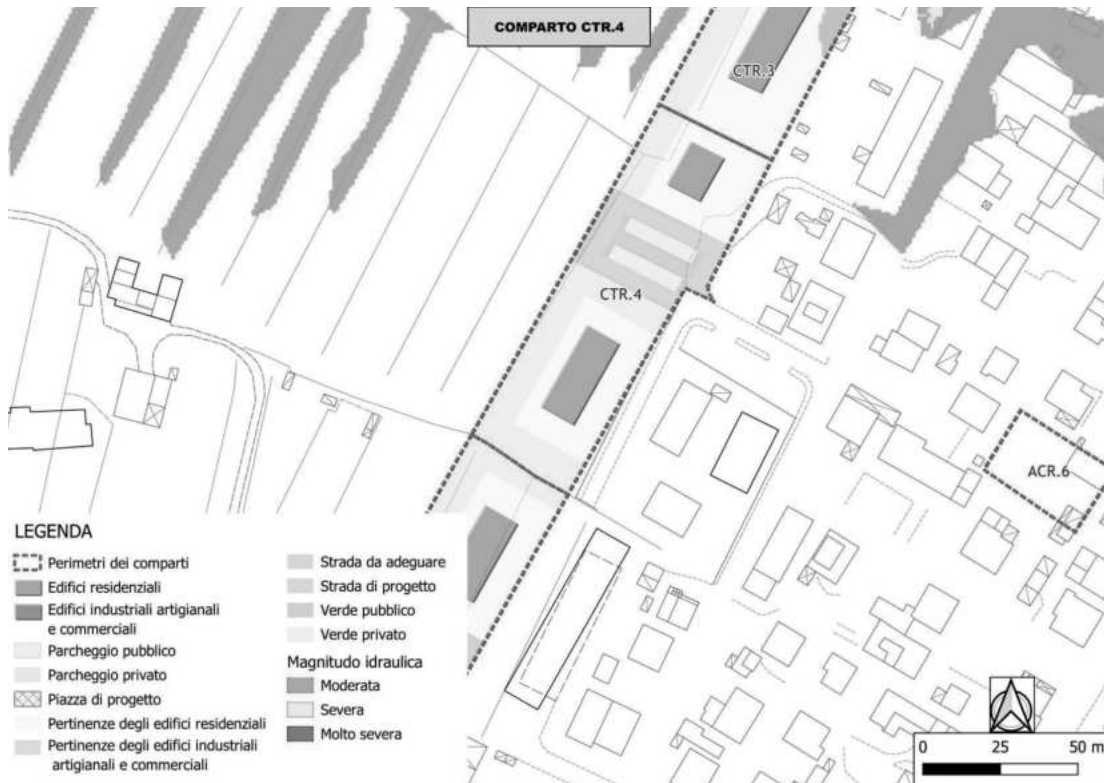 COMPARTO CTR.4
CTR.3
CTR.4
ACR.6
LEGENDA
Perimetri dei comparti
Edifici residenziali
Edifici industriali artigianali
e commerciali
Parcheggio pubblico
Parcheggio privato
Piazza di progetto
Pertinenze degli edifici residenziali
Pertinenze degli edifici industriali
artigianali e commerciali
Strada da adeguare
Strada di progetto
Verde pubblico
Verde privato
Magnitudo idraulica
Moderata
Severa
Molto severa
0 25 50 m